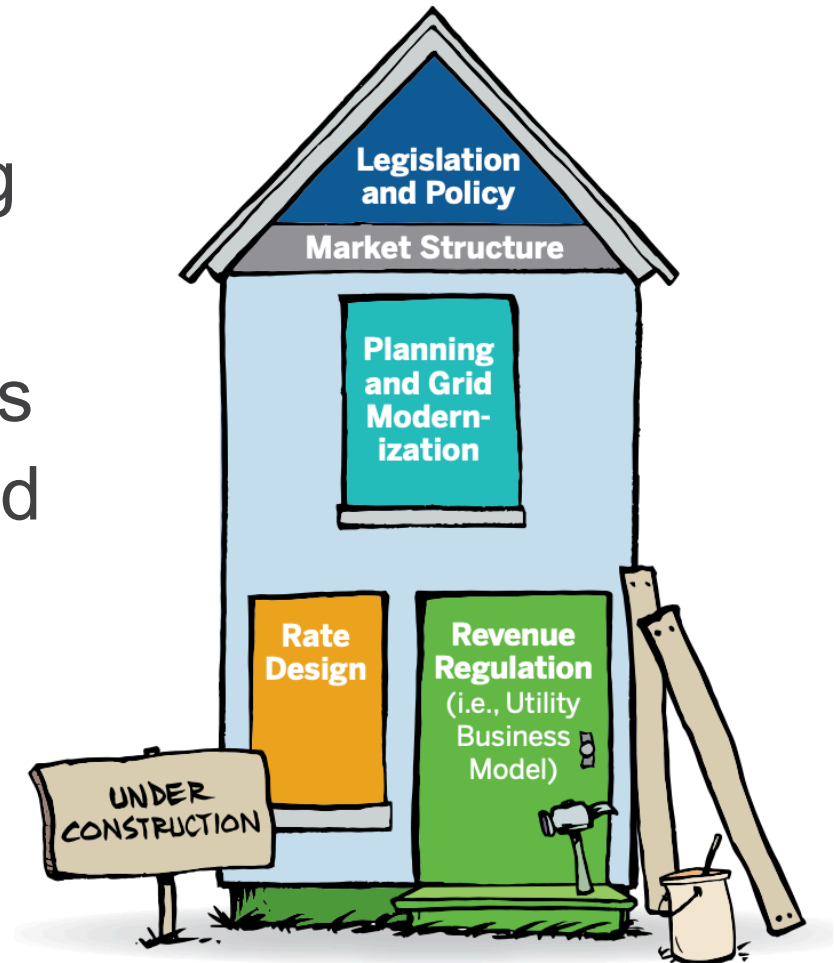 Legislation
and Policy
Market Structure
Planning
and Grid
Modern-
ization
Rate
Design
Revenue
Regulation
(i.e., Utility
Business
Model)
UNDER
CONSTRUCTION